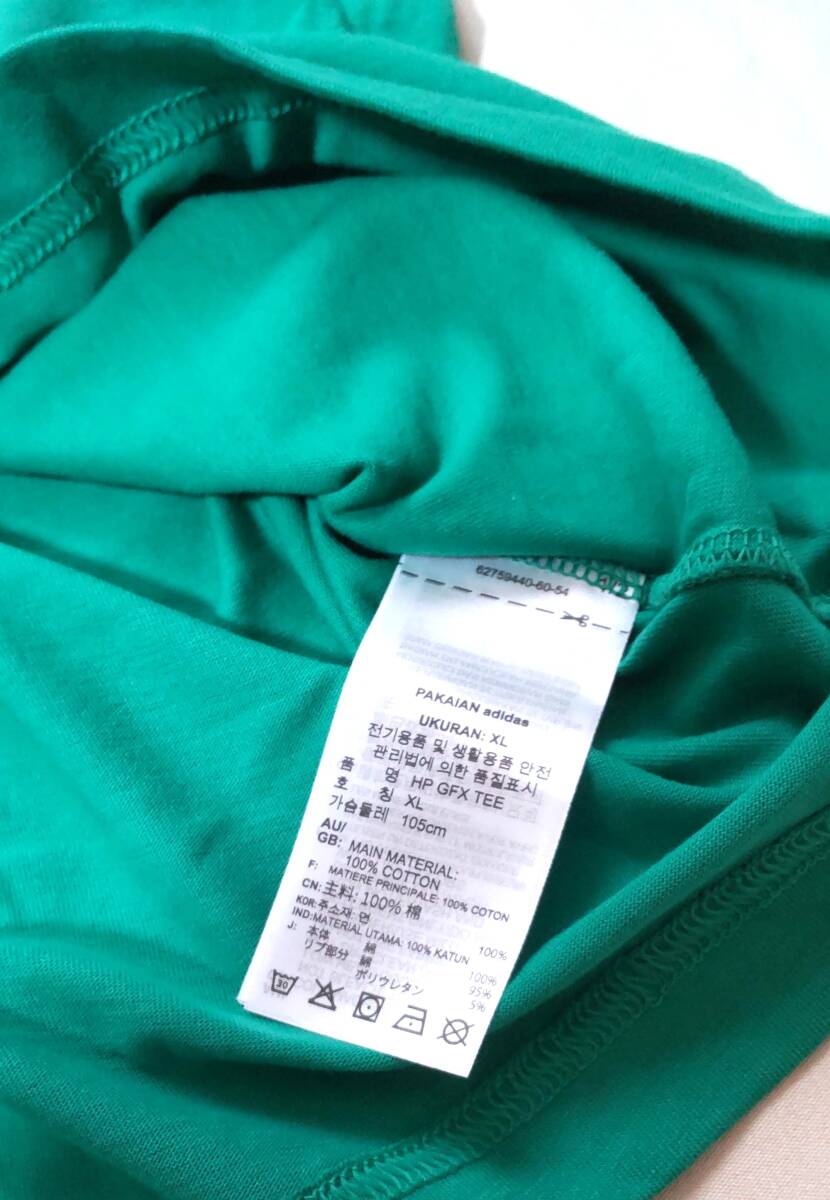 62759440-60-54
PAKAIAN adidas
UKURAN: XL
전기용품 및 생활용품 안전
관리법에 의한 품질표시
품 명 HP GFX TEE
호 칭 XL
가슴둘레 105cm
AU/
GB: MAIN MATERIAL:
100% COTTON
F: MATIERE PRINCIPALE: 100% COTON
CN: 主料: 100% 棉
KOR: 주소재: 면 100%
IND: MATERIAL UTAMA: 100% KATUN
J: 本体 綿 100%
リブ部分 綿 95%
ポリウレタン 5%
30